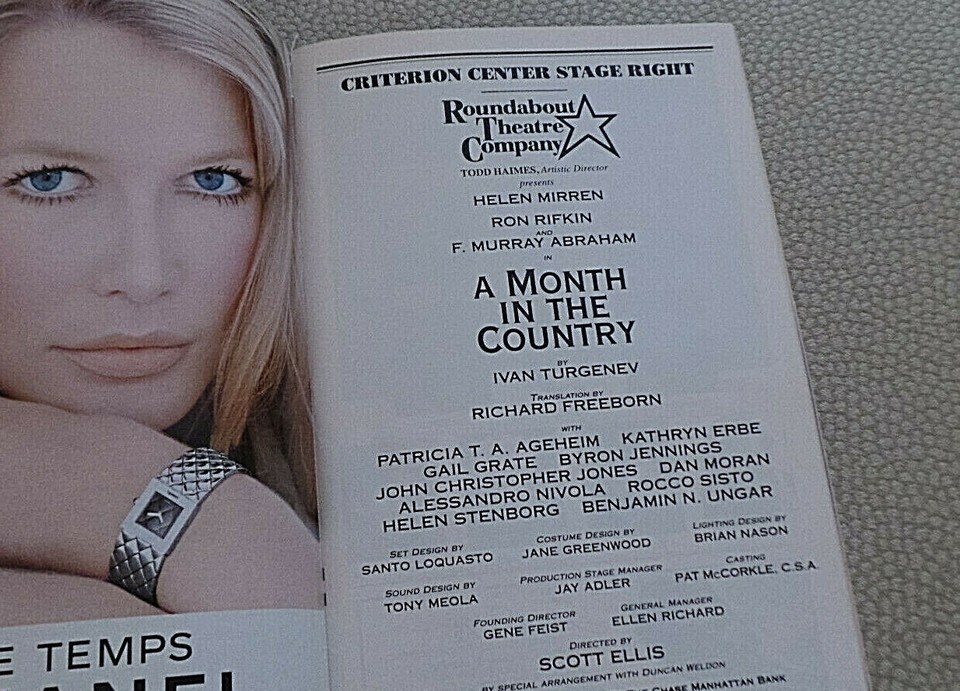 E TEMPS
CRITERION CENTER STAGE RIGHT
Roundabout
Theatre
Company
TODD HAIMES, Artistic Director
presents
HELEN MIRREN
RON RIFKIN
AND
F. MURRAY ABRAHAM
IN
A MONTH
IN THE
COUNTRY
BY
IVAN TURGENEV
TRANSLATION BY
RICHARD FREEBORN
WITH
PATRICIA T. A. AGEHEIM KATHRYN ERBE
GAIL GRATE BYRON JENNINGS
JOHN CHRISTOPHER JONES DAN MORAN
ALESSANDRO NIVOLA ROCCO SISTO
HELEN STENBORG BENJAMIN N. UNGAR
SET DESIGN BY COSTUME DESIGN BY LIGHTING DESIGN BY
SANTO LOQUASTO JANE GREENWOOD BRIAN NASON
SOUND DESIGN BY PRODUCTION STAGE MANAGER CASTING
TONY MEOLA JAY ADLER PAT MCCORKLE, C.S.A.
FOUNDING DIRECTOR GENERAL MANAGER
GENE FEIST ELLEN RICHARD
DIRECTED BY
SCOTT ELLIS
BY SPECIAL ARRANGEMENT WITH DUNCAN WELDON
THE CHASE MANHATTAN BANK